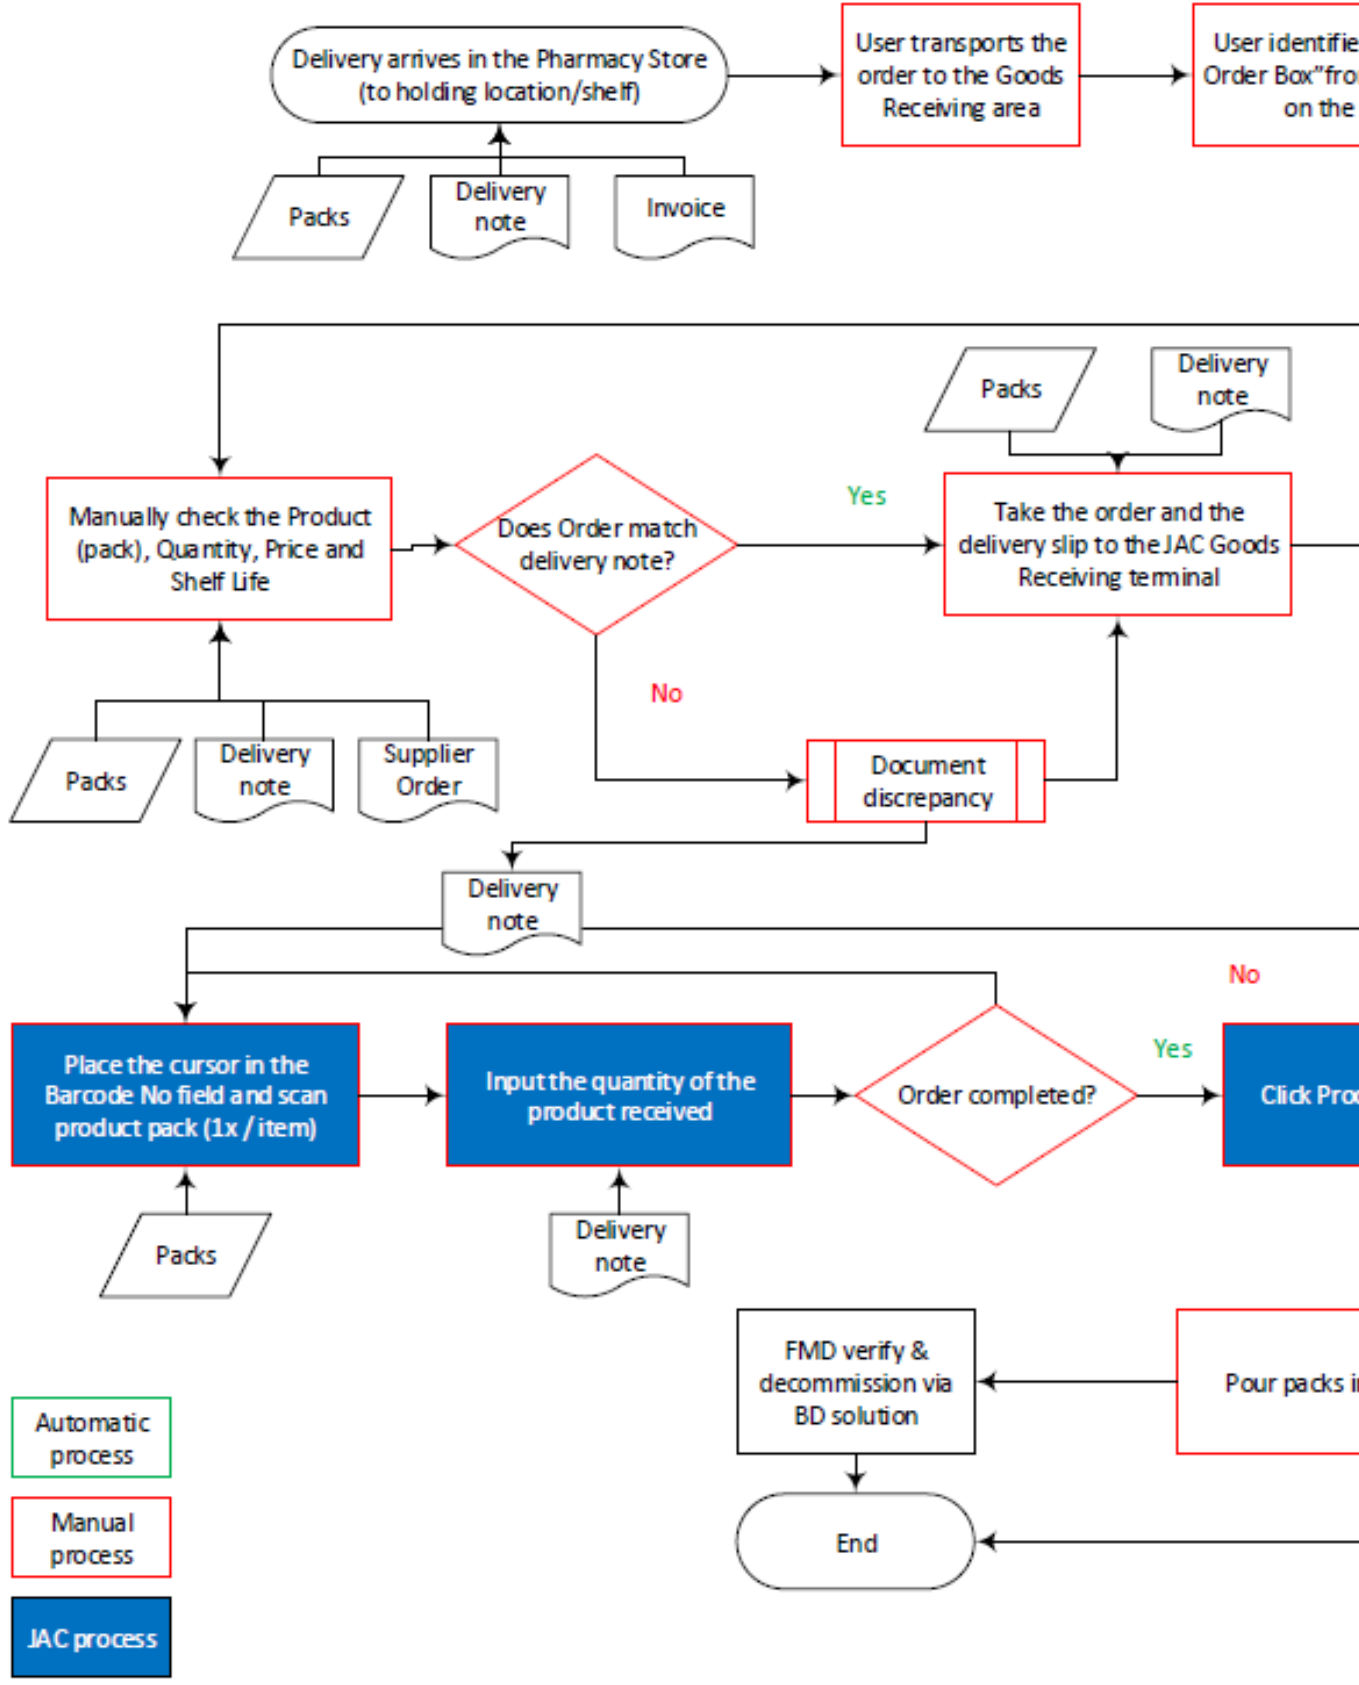 Delivery arrives in the Pharmacy Store
(to holding location/shelf)
User transports the
order to the Goods
Receiving area
User identifie
Order Box"fro
on the
Packs
Delivery
note
Invoice
Packs
Delivery
note
Manually check the Product
(pack), Quantity, Price and
Shelf Life
Does Order match
delivery note?
Yes
Take the order and the
delivery slip to the JAC Goods
Receiving terminal
No
Packs
Delivery
note
Supplier
Order
Document
discrepancy
Delivery
note
No
Place the cursor in the
Barcode No field and scan
product pack (1x / item)
Input the quantity of the
product received
Order completed?
Yes
Click Proc
Packs
Delivery
note
FMD verify &
decommission via
BD solution
Pour packs i
End
Automatic
process
Manual
process
JAC process